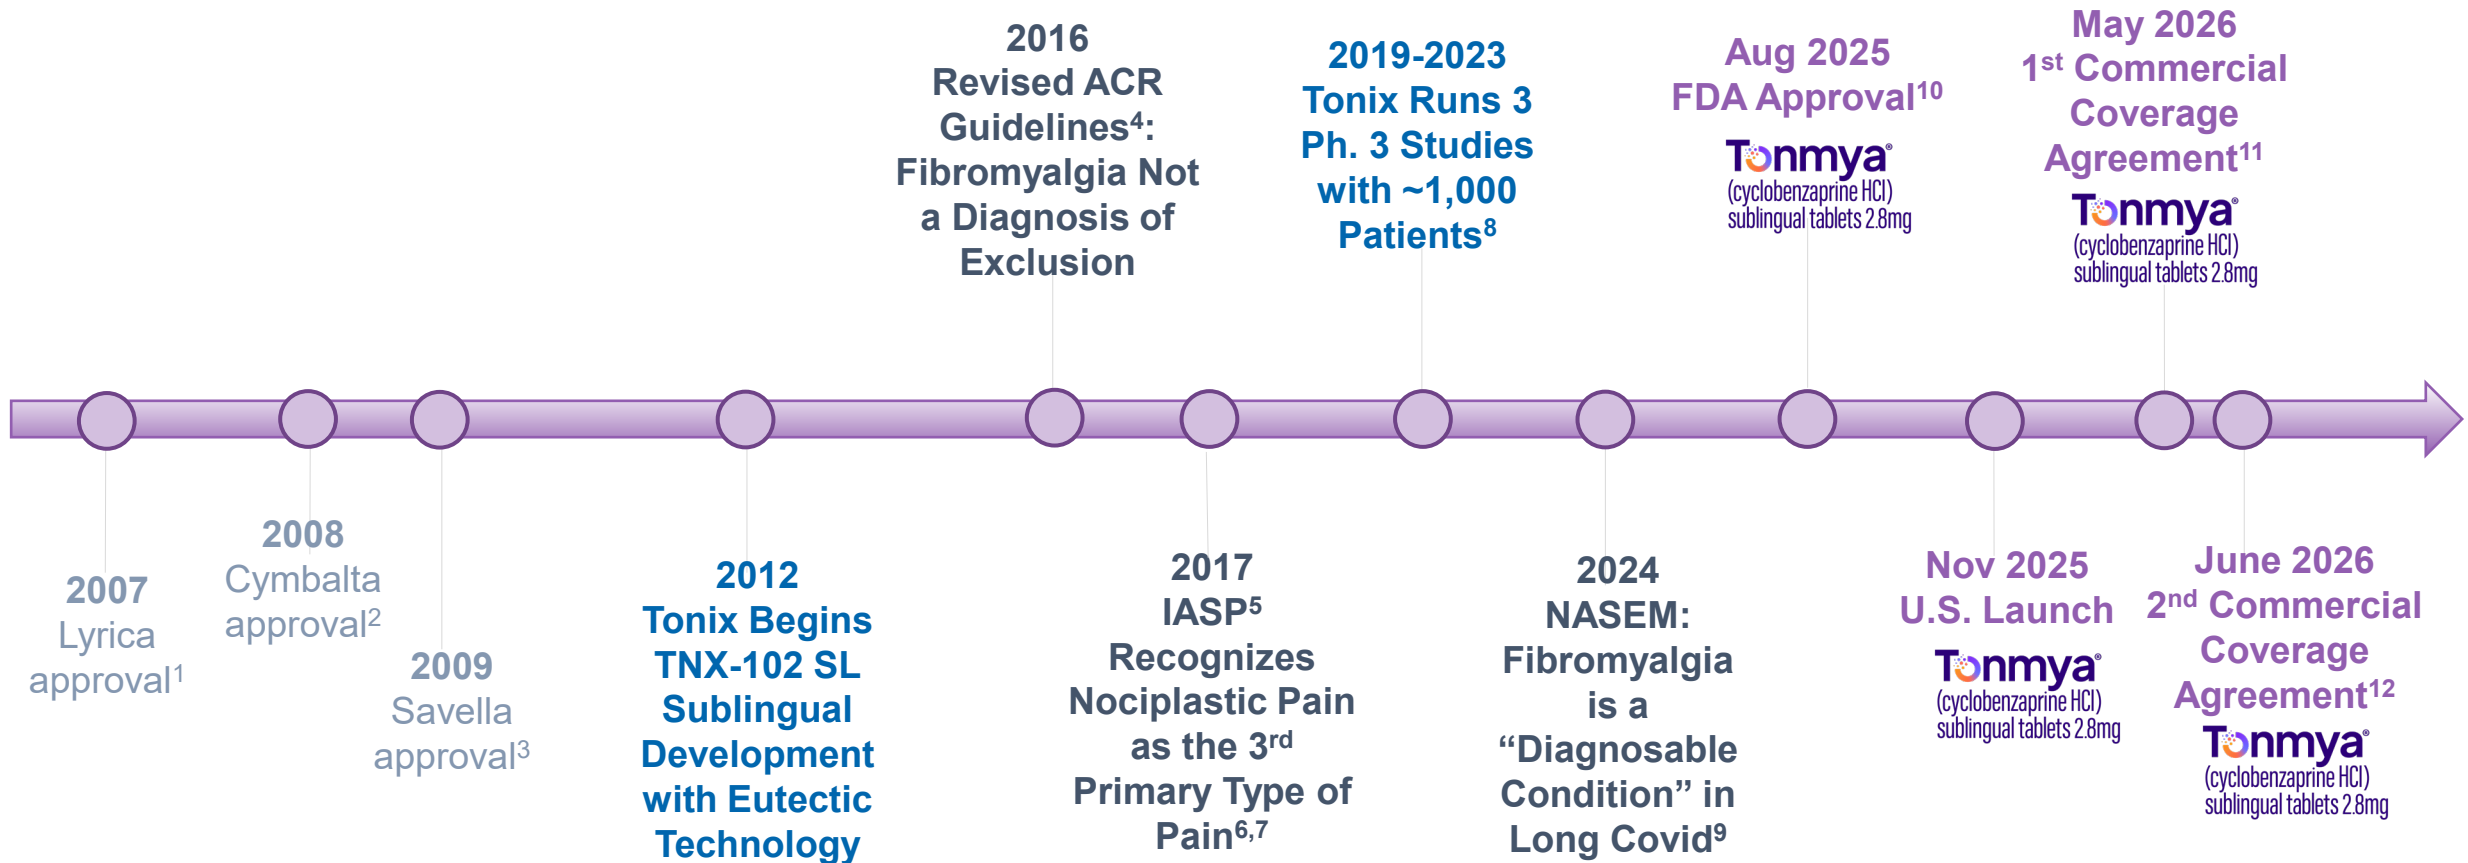 2007
Lyrica
approval1
2008
Cymbalta
approval2
2009
Savella
approval3
2012
Tonix Begins
TNX-102 SL
Sublingual
Development
with Eutectic
Technology
2016
Revised ACR
Guidelines4:
Fibromyalgia Not
a Diagnosis of
Exclusion
2017
IASP5
Recognizes
Nociplastic Pain
as the 3rd
Primary Type of
Pain6,7
2019-2023
Tonix Runs 3
Ph. 3 Studies
with ~1,000
Patients8
2024
NASEM:
Fibromyalgia
is a
“Diagnosable
Condition” in
Long Covid9
Aug 2025
FDA Approval10
Tonmya®
(cyclobenzaprine HCl)
sublingual tablets 2.8mg
Nov 2025
U.S. Launch
Tonmya®
(cyclobenzaprine HCl)
sublingual tablets 2.8mg
May 2026
1st Commercial
Coverage
Agreement11
Tonmya®
(cyclobenzaprine HCl)
sublingual tablets 2.8mg
June 2026
2nd Commercial
Coverage
Agreement12
Tonmya®
(cyclobenzaprine HCl)
sublingual tablets 2.8mg